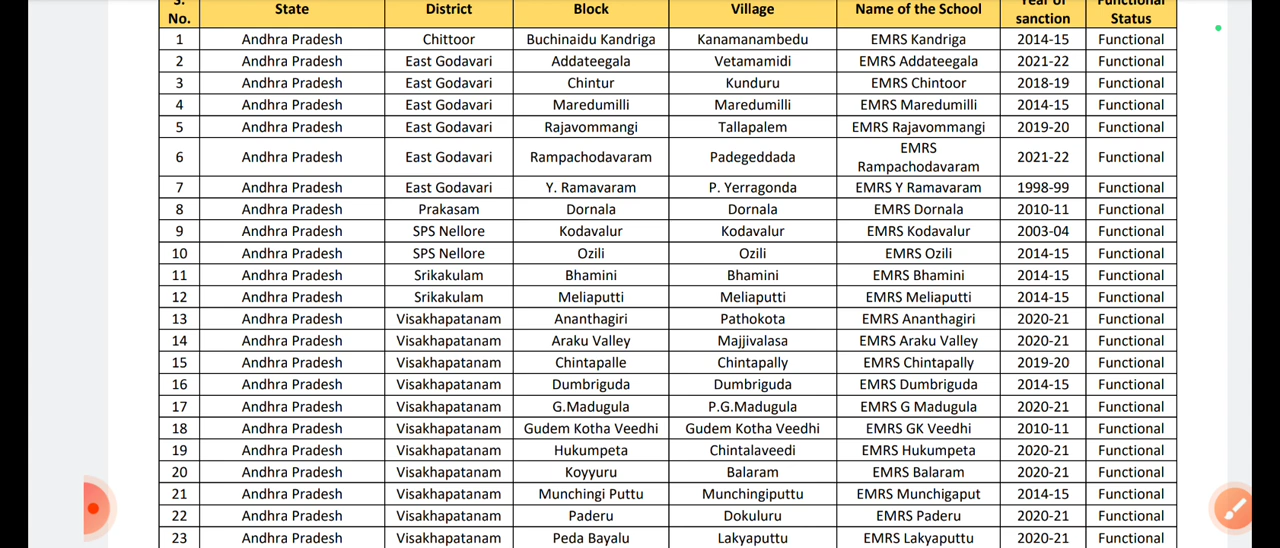 S. No. State District Block Village Name of the School Year of sanction Functional Status
1 Andhra Pradesh Chittoor Buchinaidu Kandriga Kanamanambedu EMRS Kandriga 2014-15 Functional
2 Andhra Pradesh East Godavari Addateegala Vetamamidi EMRS Addateegala 2021-22 Functional
3 Andhra Pradesh East Godavari Chintur Kunduru EMRS Chintoor 2018-19 Functional
4 Andhra Pradesh East Godavari Maredumilli Maredumilli EMRS Maredumilli 2014-15 Functional
5 Andhra Pradesh East Godavari Rajavommangi Tallapalem EMRS Rajavommangi 2019-20 Functional
6 Andhra Pradesh East Godavari Rampachodavaram Padegeddada EMRS Rampachodavaram 2021-22 Functional
7 Andhra Pradesh East Godavari Y. Ramavaram P. Yerragonda EMRS Y Ramavaram 1998-99 Functional
8 Andhra Pradesh Prakasam Dornala Dornala EMRS Dornala 2010-11 Functional
9 Andhra Pradesh SPS Nellore Kodavalur Kodavalur EMRS Kodavalur 2003-04 Functional
10 Andhra Pradesh SPS Nellore Ozili Ozili EMRS Ozili 2014-15 Functional
11 Andhra Pradesh Srikakulam Bhamini Bhamini EMRS Bhamini 2014-15 Functional
12 Andhra Pradesh Srikakulam Meliaputti Meliaputti EMRS Meliaputti 2014-15 Functional
13 Andhra Pradesh Visakhapatanam Ananthagiri Pathokota EMRS Ananthagiri 2020-21 Functional
14 Andhra Pradesh Visakhapatanam Araku Valley Majjivalasa EMRS Araku Valley 2020-21 Functional
15 Andhra Pradesh Visakhapatanam Chintapalle Chintapally EMRS Chintapally 2019-20 Functional
16 Andhra Pradesh Visakhapatanam Dumbriguda Dumbriguda EMRS Dumbriguda 2014-15 Functional
17 Andhra Pradesh Visakhapatanam G.Madugula P.G.Madugula EMRS G Madugula 2020-21 Functional
18 Andhra Pradesh Visakhapatanam Gudem Kotha Veedhi Gudem Kotha Veedhi EMRS GK Veedhi 2010-11 Functional
19 Andhra Pradesh Visakhapatanam Hukumpeta Chintalaveedi EMRS Hukumpeta 2020-21 Functional
20 Andhra Pradesh Visakhapatanam Koyyuru Balaram EMRS Balaram 2020-21 Functional
21 Andhra Pradesh Visakhapatanam Munchingi Puttu Munchingiputtu EMRS Munchigaput 2014-15 Functional
22 Andhra Pradesh Visakhapatanam Paderu Dokuluru EMRS Paderu 2020-21 Functional
23 Andhra Pradesh Visakhapatanam Peda Bayalu Lakyaputtu EMRS Lakyaputtu 2020-21 Functional